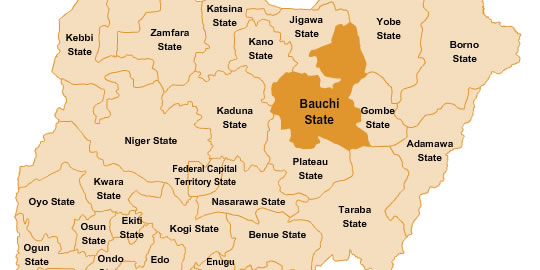 Katsina
State
Jigawa
State
Yobe
State
Zamfara
State
Kebbi
State
Kano
State
Borno
State
Bauchi
State
Kaduna
State
Gombe
State
Niger State
Adamawa
State
Federal Capital
Territory State
Plateau
State
Kwara
State
Oyo State
Nasarawa State
Taraba
State
Ekiti
State
Osun
State
Kogi State
Benue State
Ogun
State
Ondo
Edo
Enugu